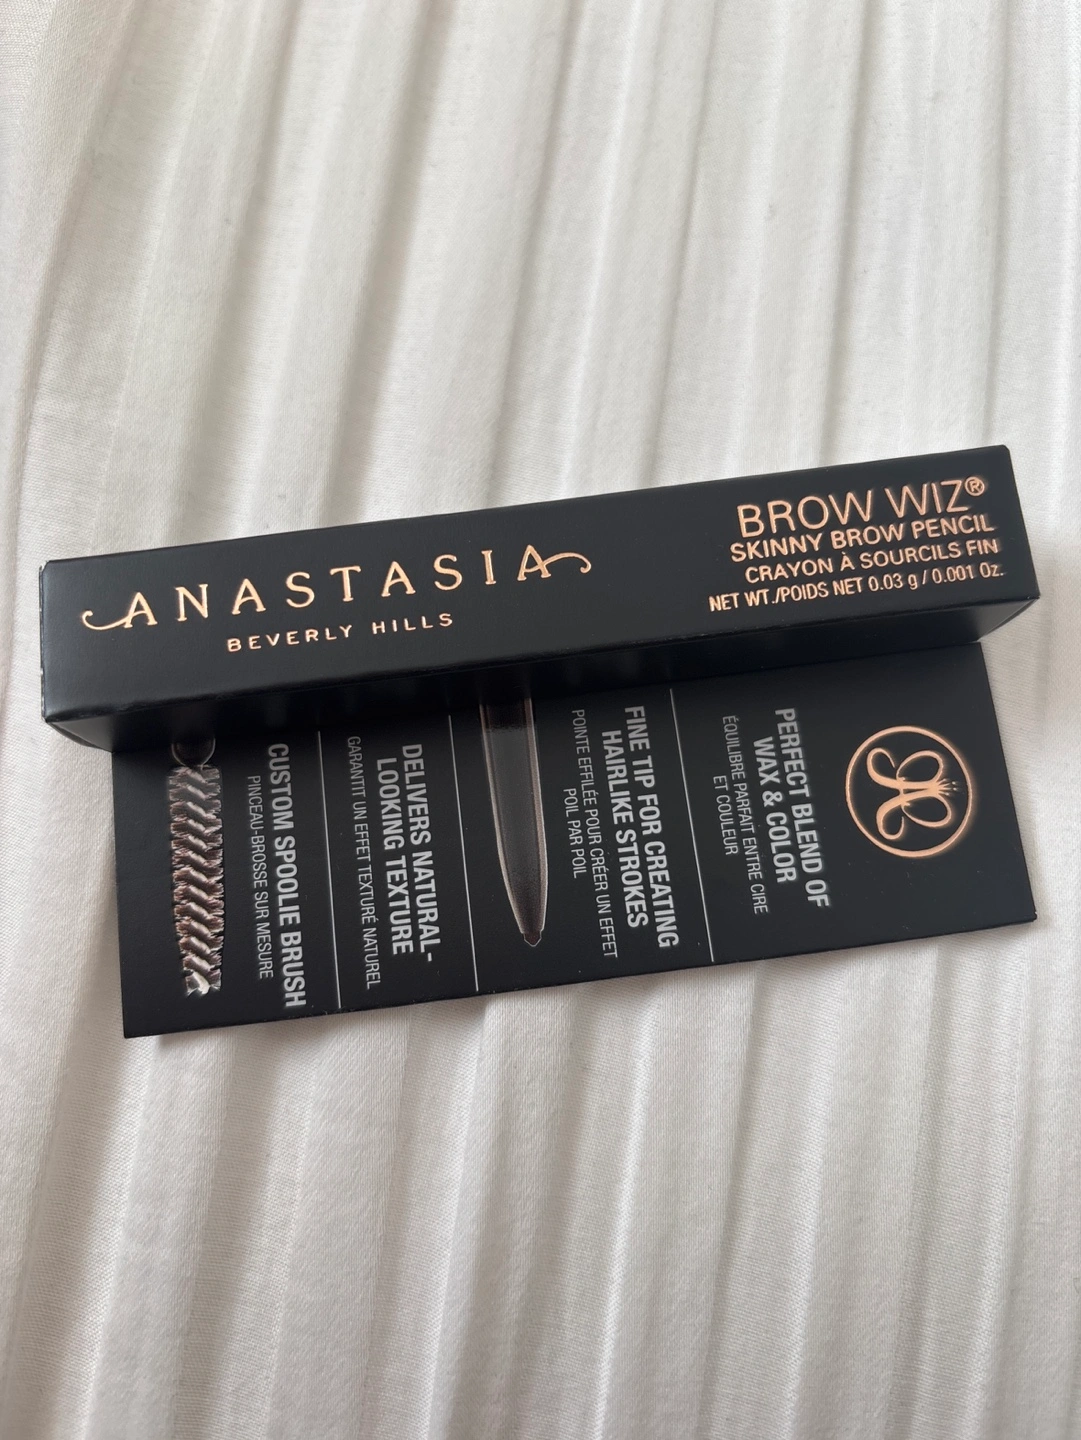 ANASTASIA
BEVERLY HILLS
BROW WIZ®
SKINNY BROW PENCIL
CRAYON À SOURCILS FIN
NET WT./POIDS NET 0.03 g / 0.001 Oz.
PERFECT BLEND OF
WAX & COLOR
ÉQUILIBRE PARFAIT ENTRE CIRE
ET COULEUR
FINE TIP FOR CREATING
HAIRLIKE STROKES
POINTE EFFILÉE POUR CRÉER UN EFFET
POIL PAR POIL
DELIVERS NATURAL-
LOOKING TEXTURE
GARANTIT UN EFFET TEXTURÉ NATUREL
CUSTOM SPOOLIE BRUSH
PINCEAU-BROSSE SUR MESURE